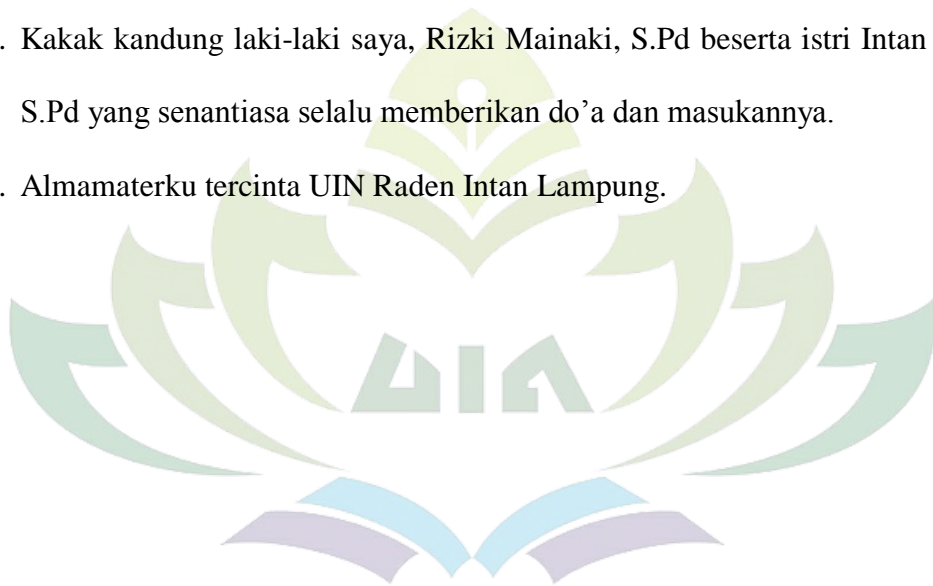 . Kakak kandung laki-laki saya, Rizki Mainaki, S.Pd beserta istri Intan
S.Pd yang senantiasa selalu memberikan do’a dan masukannya.
. Almamaterku tercinta UIN Raden Intan Lampung.
UIN